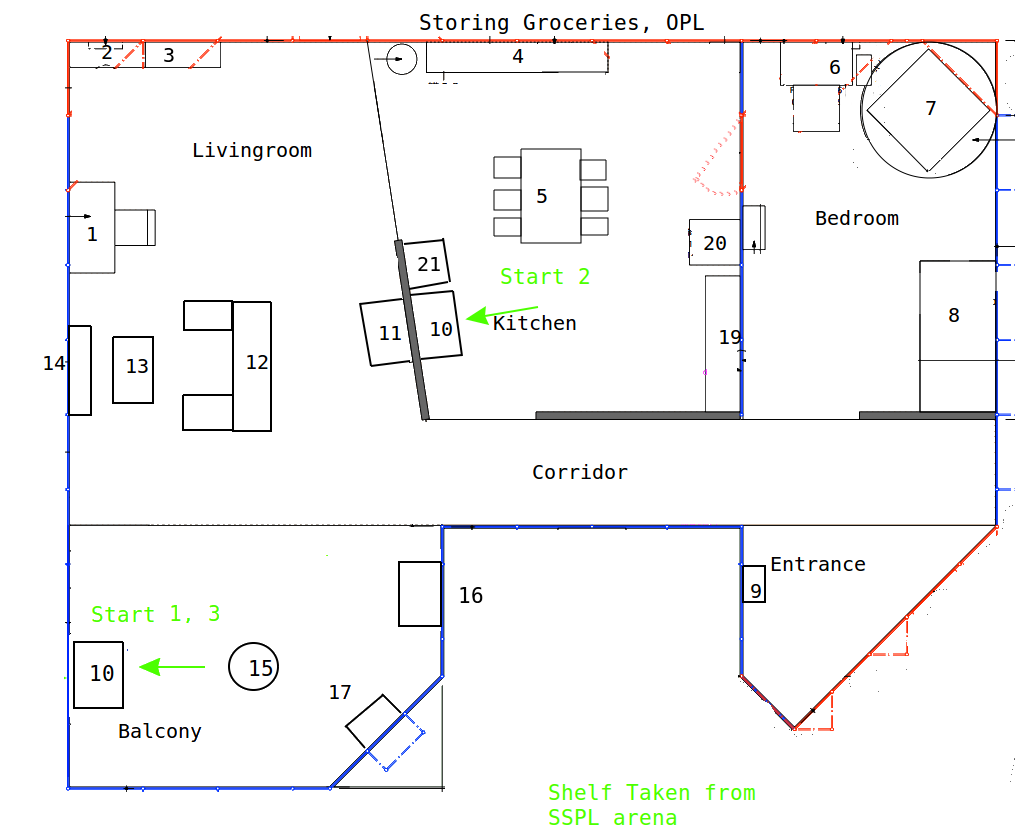 Storing Groceries, OPL
2
3
4
6
7
Livingroom
5
Bedroom
1
20
21
Start 2
8
11
10
Kitchen
19
14
13
12
Corridor
Entrance
9
16
Start 1, 3
10
15
17
Balcony
Shelf Taken from
SSPL arena